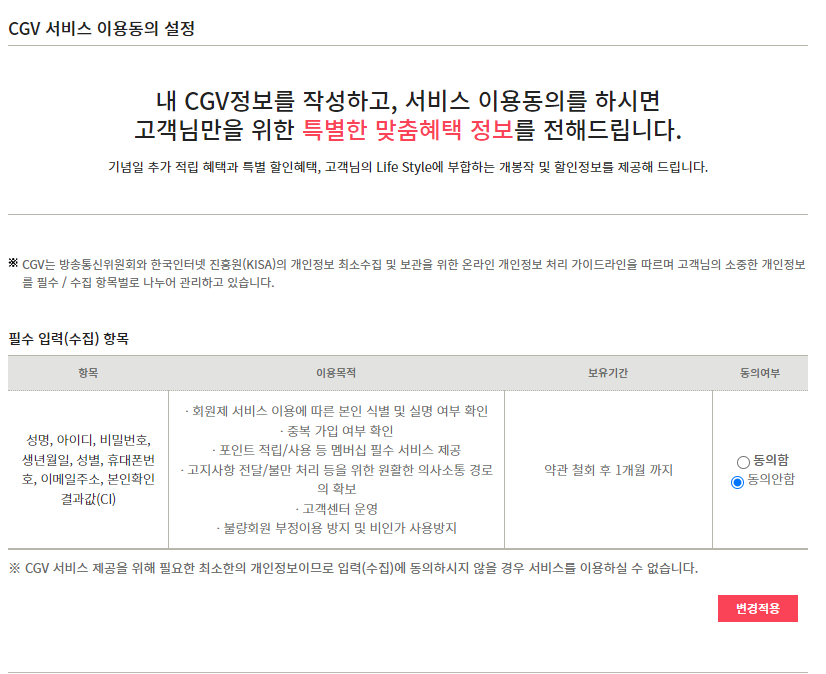 CGV 서비스 이용동의 설정
내 CGV정보를 작성하고, 서비스 이용동의를 하시면
고객님만을 위한 특별한 맞춤혜택 정보를 전해드립니다.
기념일 추가 적립 혜택과 특별 할인혜택, 고객님의 Life Style에 부합하는 개봉작 및 할인정보를 제공해 드립니다.
※ CGV는 방송통신위원회와 한국인터넷 진흥원(KISA)의 개인정보 최소수집 및 보관을 위한 온라인 개인정보 처리 가이드라인을 따르며 고객님의 소중한 개인정보
를 필수 / 수집 항목별로 나누어 관리하고 있습니다.
필수 입력(수집) 항목
항목 이용목적 보유기간 동의여부
성명, 아이디, 비밀번호,
생년월일, 성별, 휴대폰번
호, 이메일주소, 본인확인
결과값(CI)
· 회원제 서비스 이용에 따른 본인 식별 및 실명 여부 확인
· 중복 가입 여부 확인
· 포인트 적립/사용 등 멤버십 필수 서비스 제공
· 고지사항 전달/불만 처리 등을 위한 원활한 의사소통 경로
의 확보
· 고객센터 운영
· 불량회원 부정이용 방지 및 비인가 사용방지
약관 철회 후 1개월 까지
동의함
동의안함
※ CGV 서비스 제공을 위해 필요한 최소한의 개인정보이므로 입력(수집)에 동의하시지 않을 경우 서비스를 이용하실 수 없습니다.
변경적용